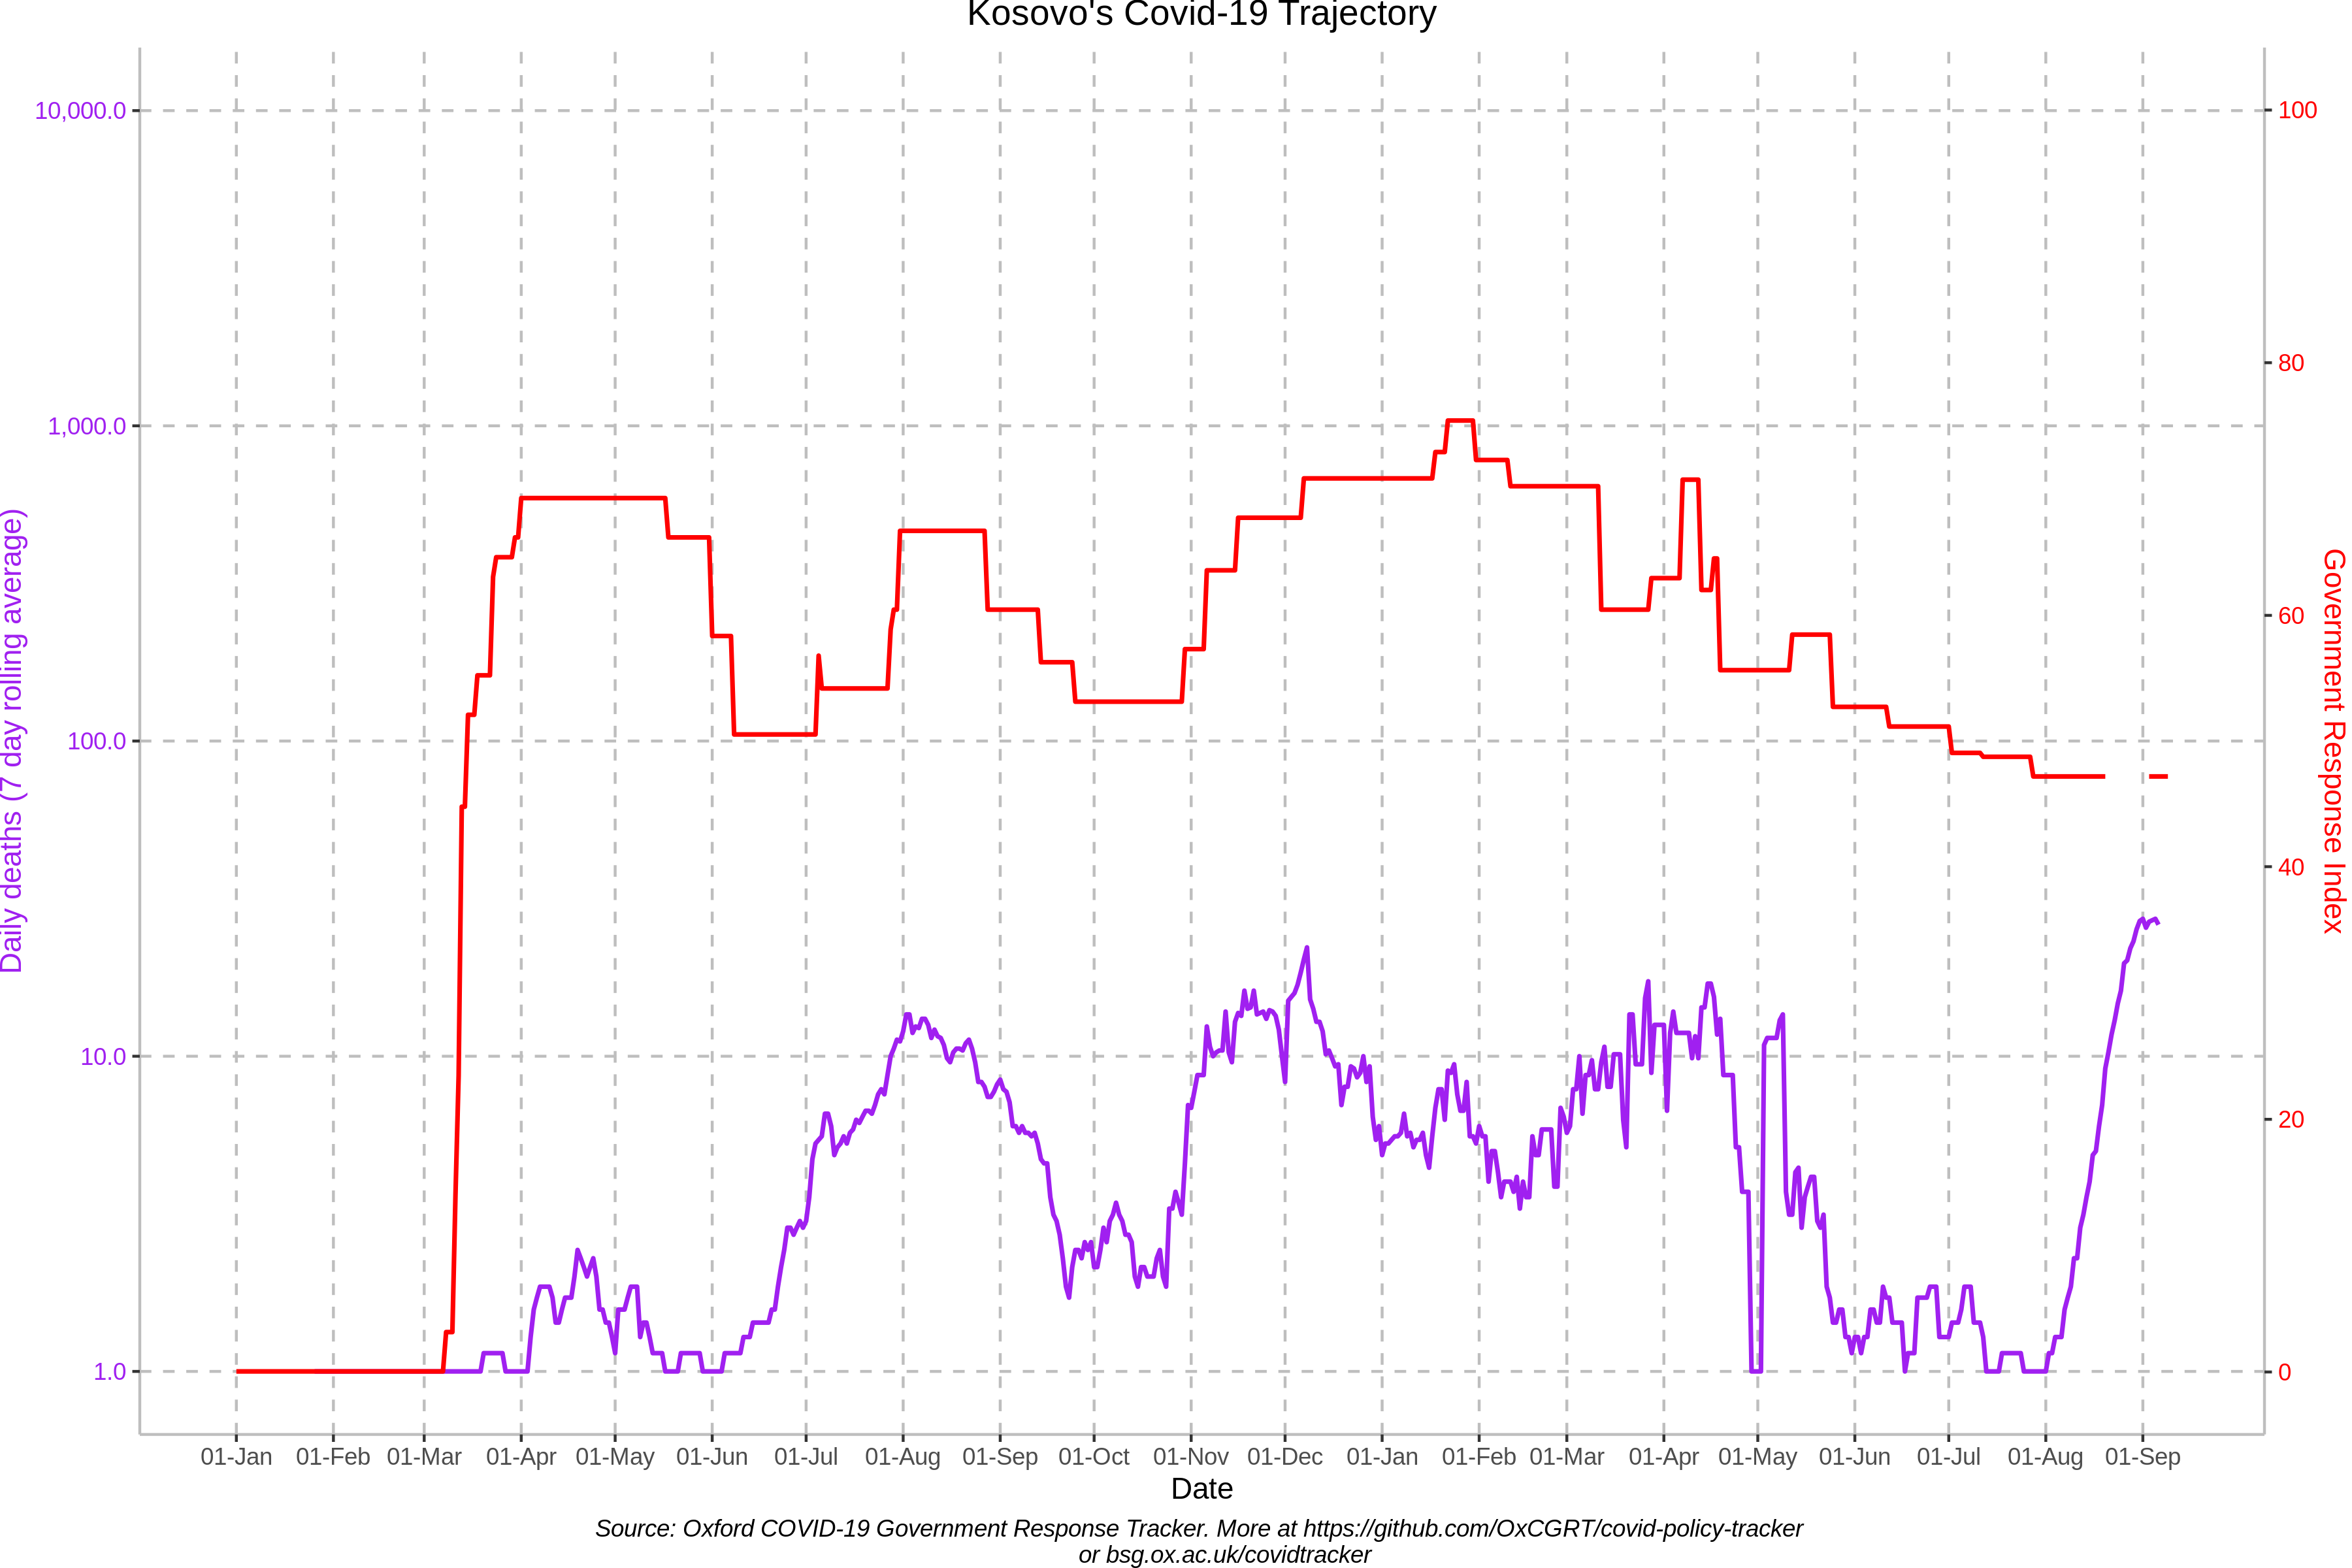 Kosovo's Covid-19 Trajectory
10,000.0
1,000.0
100.0
10.0
1.0
Daily deaths (7 day rolling average)
100
80
60
40
20
0
Government Response Index
01-Jan 01-Feb 01-Mar 01-Apr 01-May 01-Jun 01-Jul 01-Aug 01-Sep 01-Oct 01-Nov 01-Dec 01-Jan 01-Feb 01-Mar 01-Apr 01-May 01-Jun 01-Jul 01-Aug 01-Sep
Date
Source: Oxford COVID-19 Government Response Tracker. More at https://github.com/OxCGRT/covid-policy-tracker
or bsg.ox.ac.uk/covidtracker